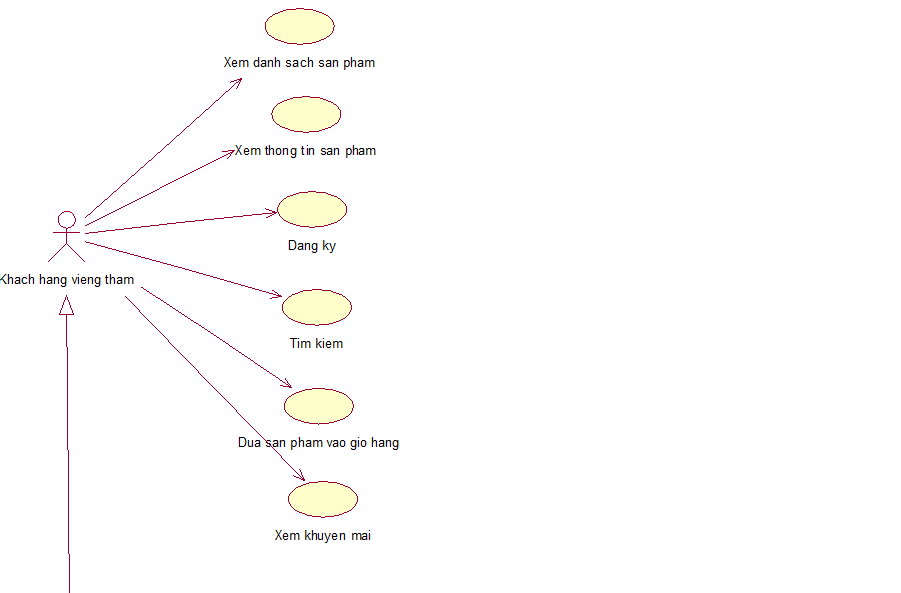 Xem danh sach san pham
Xem thong tin san pham
Dang ky
Khach hang vieng tham
Tim kiem
Dua san pham vao gio hang
Xem khuyen mai